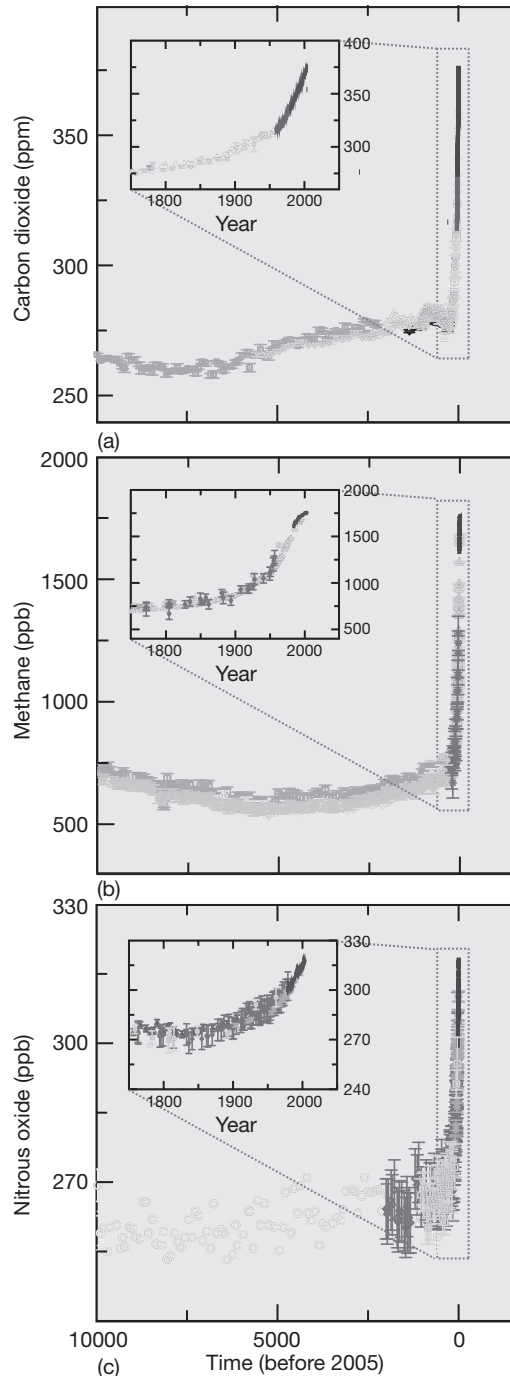 400
350
300
1800 1900 2000
Year
350
300
250
Carbon dioxide (ppm)
(a)
2000
1500
1000
500
Methane (ppb)
2000
1500
1000
500
1800 1900 2000
Year
(b)
330
300
270
Nitrous oxide (ppb)
330
300
270
240
1800 1900 2000
Year
10000 5000 0
(c) Time (before 2005)